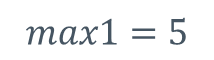 max1 = 5